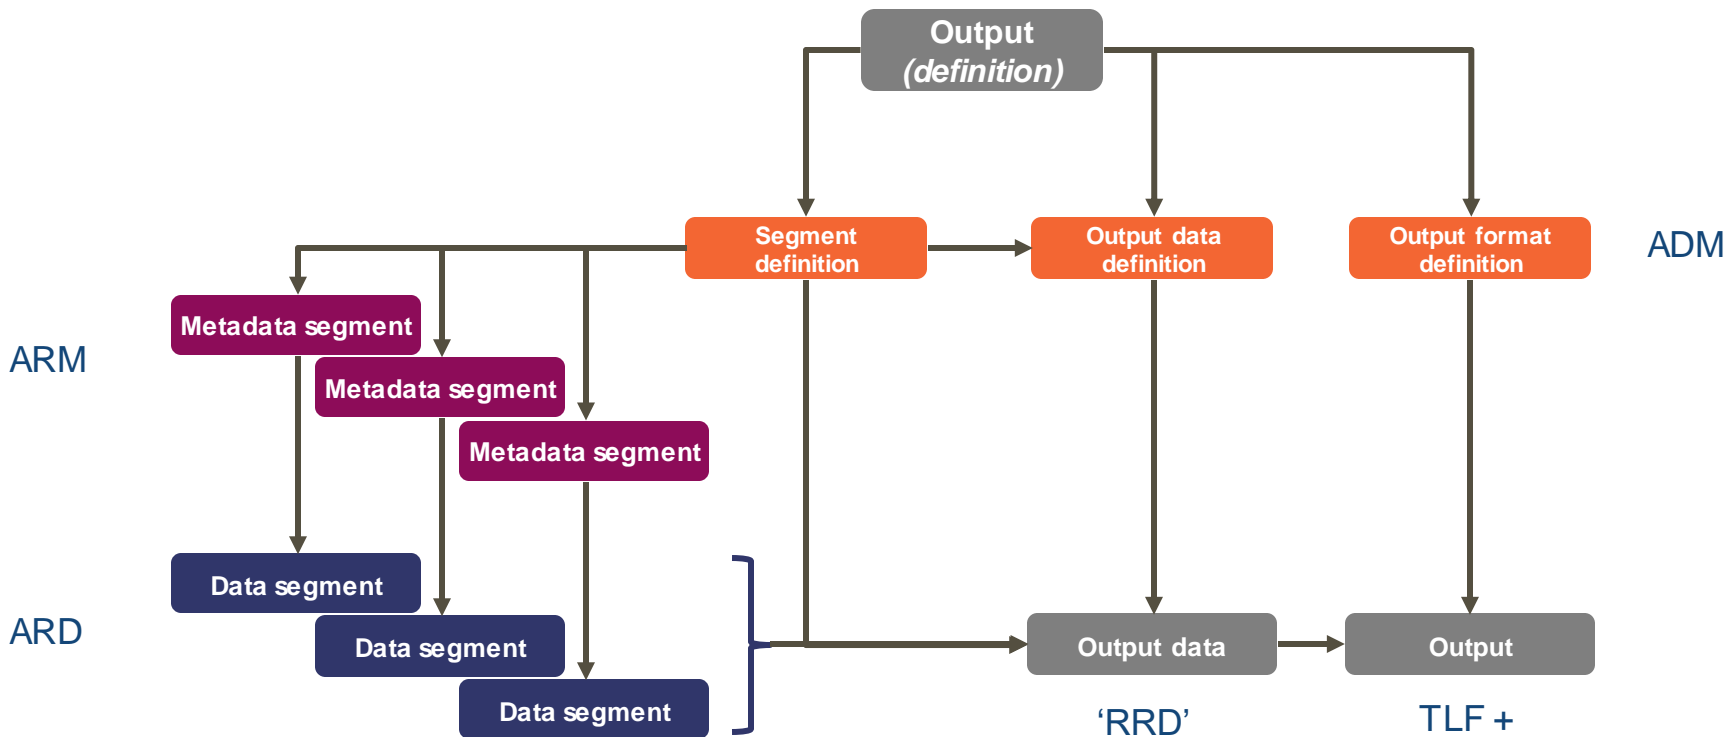 Output
(definition)
Segment
definition
Output data
definition
Output format
definition
ADM
Metadata segment
ARM
Metadata segment
Metadata segment
Data segment
ARD
Data segment
Data segment
Output data
Output
‘RRD’
TLF +